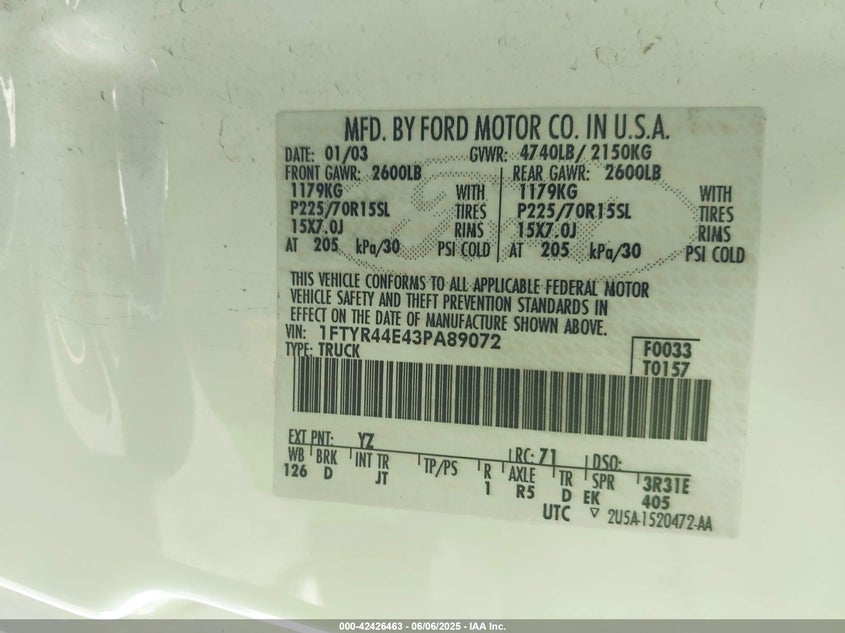 MFD. BY FORD MOTOR CO. IN U.S.A.
DATE: 01/03 GVWR: 4740LB/ 2150KG
FRONT GAWR: 2600LB REAR GAWR: 2600LB
1179KG WITH 1179KG WITH
P225/70R15SL TIRES P225/70R15SL TIRES
15X7.0J RIMS 15X7.0J RIMS
AT 205 kPa/30 PSI COLD AT 205 kPa/30 PSI COLD
THIS VEHICLE CONFORMS TO ALL APPLICABLE FEDERAL MOTOR
VEHICLE SAFETY AND THEFT PREVENTION STANDARDS IN
EFFECT ON THE DATE OF MANUFACTURE SHOWN ABOVE.
VIN: 1FTYR44E43PA89072 F0033
TYPE: TRUCK T0157
EXT PNT: YZ RC: 71 DSO:
WB BRK INT TR TP/PS R AXLE TR SPR 3R31E
126 D JT 1 R5 D EK 405
UTC ▽ 2U5A-1520472-AA
000-42426463 - 06/06/2025 - IAA Inc.